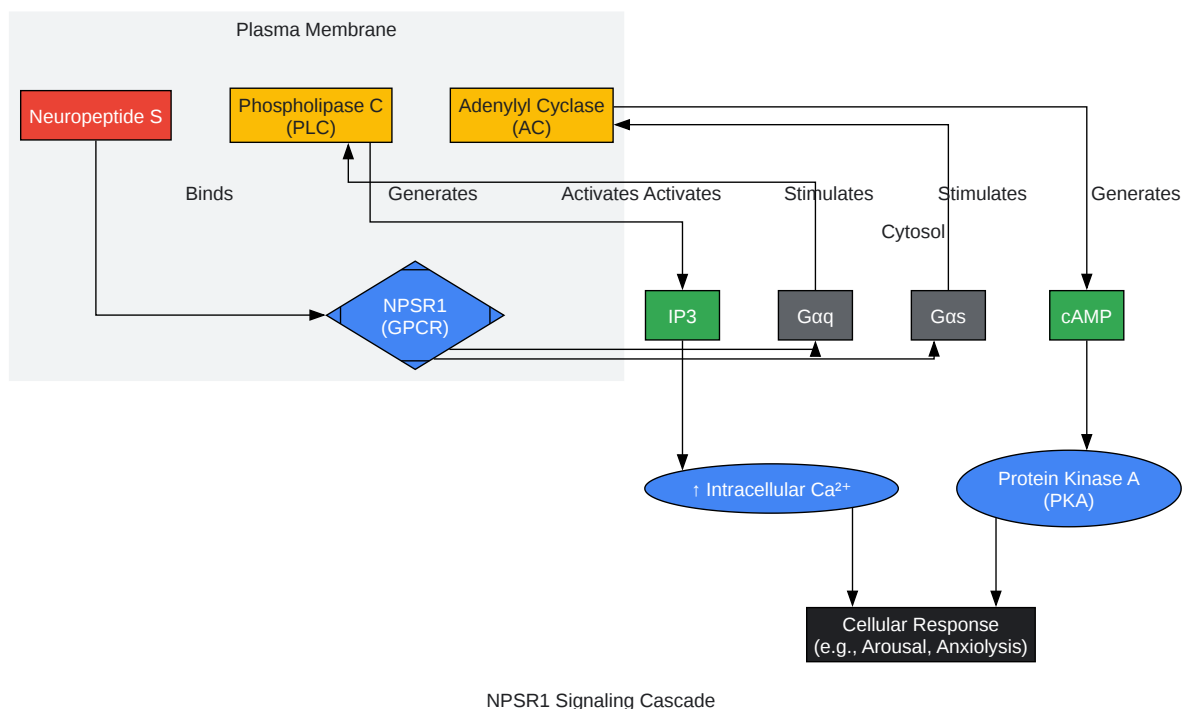 Plasma Membrane
Neuropeptide S
Phospholipase C
(PLC)
Adenylyl Cyclase
(AC)
Binds
Generates
Activates
Activates
Stimulates
Stimulates
Generates
Cytosol
NPSR1
(GPCR)
IP3
Gαq
Gαs
cAMP
↑ Intracellular Ca²⁺
Protein Kinase A
(PKA)
Cellular Response
(e.g., Arousal, Anxiolysis)
NPSR1 Signaling Cascade